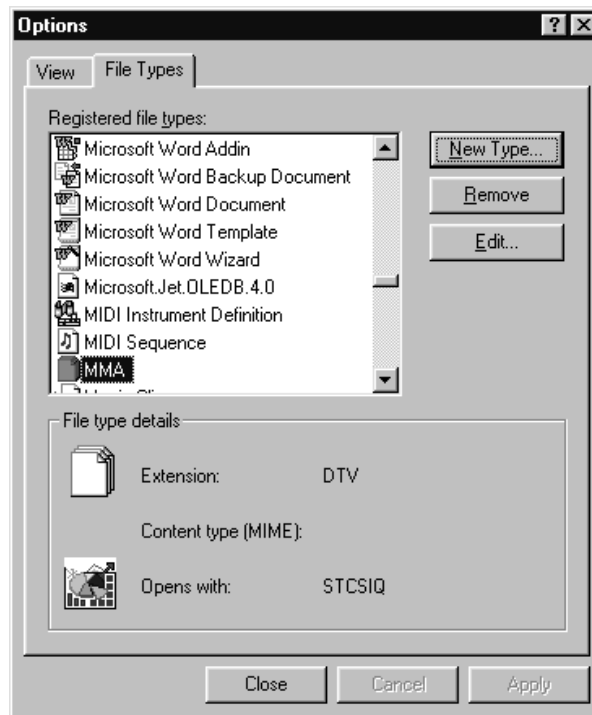 Options
View
File Types
Registered file types:
Microsoft Word Addin
Microsoft Word Backup Document
Microsoft Word Document
Microsoft Word Template
Microsoft Word Wizard
Microsoft.Jet.OLEDB.4.0
MIDI Instrument Definition
MIDI Sequence
MMA
New Type...
Remove
Edit...
File type details
Extension: DTV
Content type (MIME):
Opens with: STCSIQ
Close
Cancel
Apply